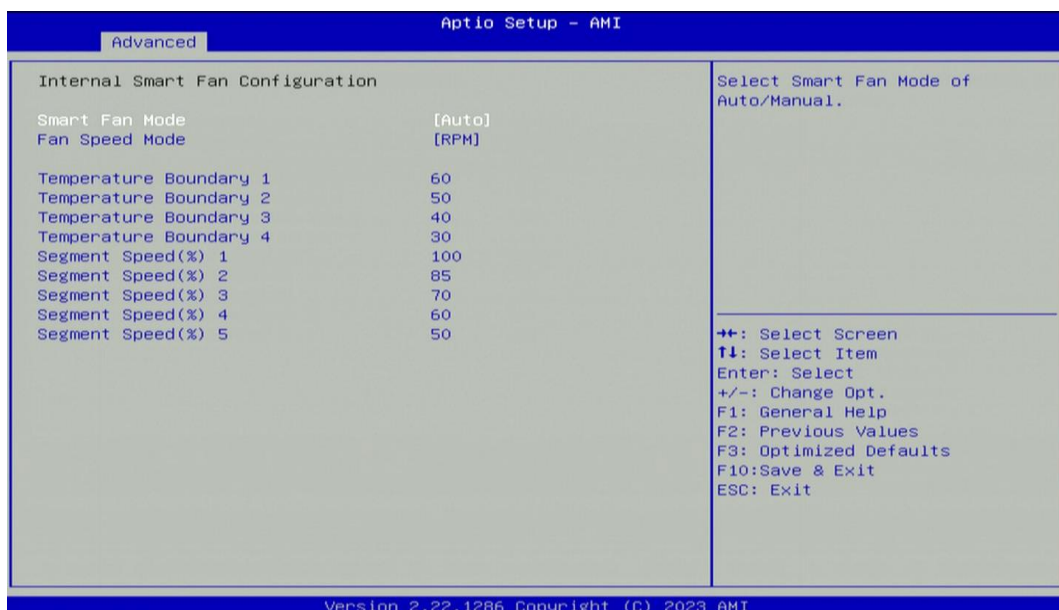 Aptio Setup – AMI
Advanced
Internal Smart Fan Configuration
Smart Fan Mode [Auto]
Fan Speed Mode [RPM]
Temperature Boundary 1 60
Temperature Boundary 2 50
Temperature Boundary 3 40
Temperature Boundary 4 30
Segment Speed(%) 1 100
Segment Speed(%) 2 85
Segment Speed(%) 3 70
Segment Speed(%) 4 60
Segment Speed(%) 5 50
Select Smart Fan Mode of
Auto/Manual.
→←: Select Screen
↑↓: Select Item
Enter: Select
+/-: Change Opt.
F1: General Help
F2: Previous Values
F3: Optimized Defaults
F10:Save & Exit
ESC: Exit
Version 2.22.1286 Copyright (C) 2023 AMI